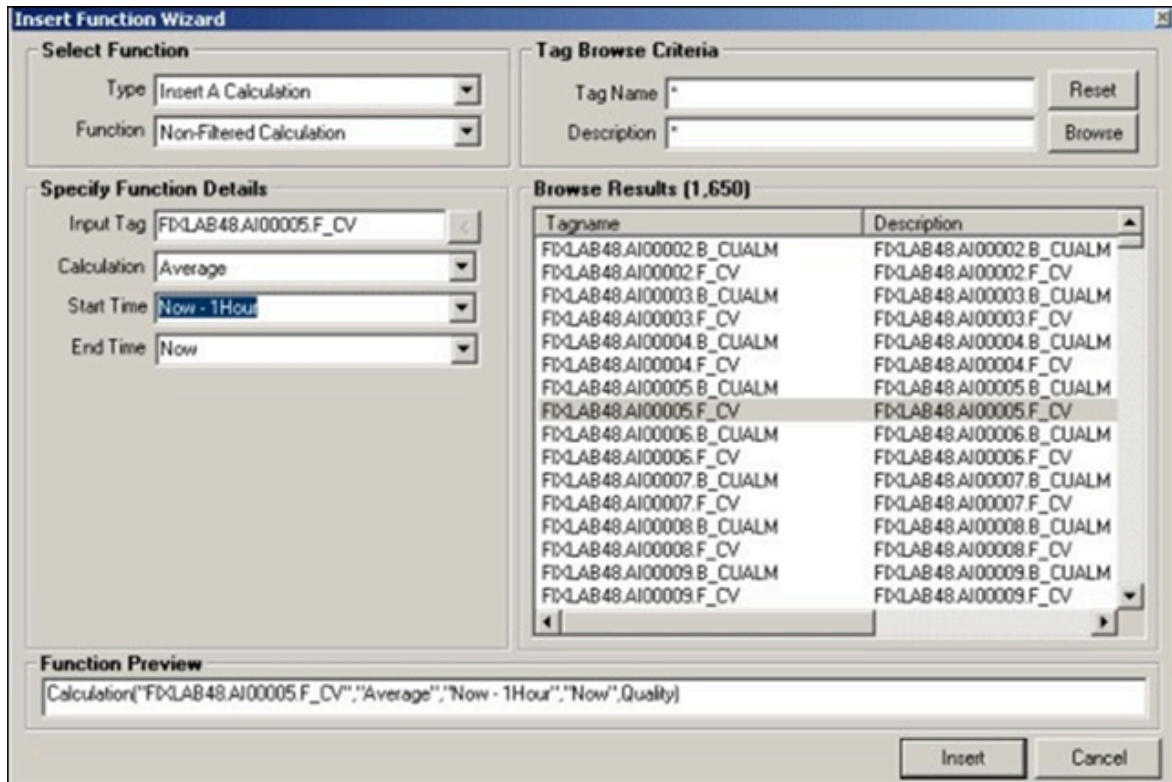 Insert Function Wizard
Select Function
Type Insert A Calculation
Function Non-Filtered Calculation
Tag Browse Criteria
Tag Name *
Reset
Description *
Browse
Specify Function Details
Input Tag FIXLAB48.AI00005.F_CV <
Calculation Average
Start Time Now - 1Hour
End Time Now
Browse Results (1,650)
Tagname Description
FIXLAB48.AI00002.B_CUALM FIXLAB48.AI00002.B_CUALM
FIXLAB48.AI00002.F_CV FIXLAB48.AI00002.F_CV
FIXLAB48.AI00003.B_CUALM FIXLAB48.AI00003.B_CUALM
FIXLAB48.AI00003.F_CV FIXLAB48.AI00003.F_CV
FIXLAB48.AI00004.B_CUALM FIXLAB48.AI00004.B_CUALM
FIXLAB48.AI00004.F_CV FIXLAB48.AI00004.F_CV
FIXLAB48.AI00005.B_CUALM FIXLAB48.AI00005.B_CUALM
FIXLAB48.AI00005.F_CV FIXLAB48.AI00005.F_CV
FIXLAB48.AI00006.B_CUALM FIXLAB48.AI00006.B_CUALM
FIXLAB48.AI00006.F_CV FIXLAB48.AI00006.F_CV
FIXLAB48.AI00007.B_CUALM FIXLAB48.AI00007.B_CUALM
FIXLAB48.AI00007.F_CV FIXLAB48.AI00007.F_CV
FIXLAB48.AI00008.B_CUALM FIXLAB48.AI00008.B_CUALM
FIXLAB48.AI00008.F_CV FIXLAB48.AI00008.F_CV
FIXLAB48.AI00009.B_CUALM FIXLAB48.AI00009.B_CUALM
FIXLAB48.AI00009.F_CV FIXLAB48.AI00009.F_CV
Function Preview
Calculation("FIXLAB48.AI00005.F_CV","Average","Now - 1Hour","Now",Quality)
Insert Cancel